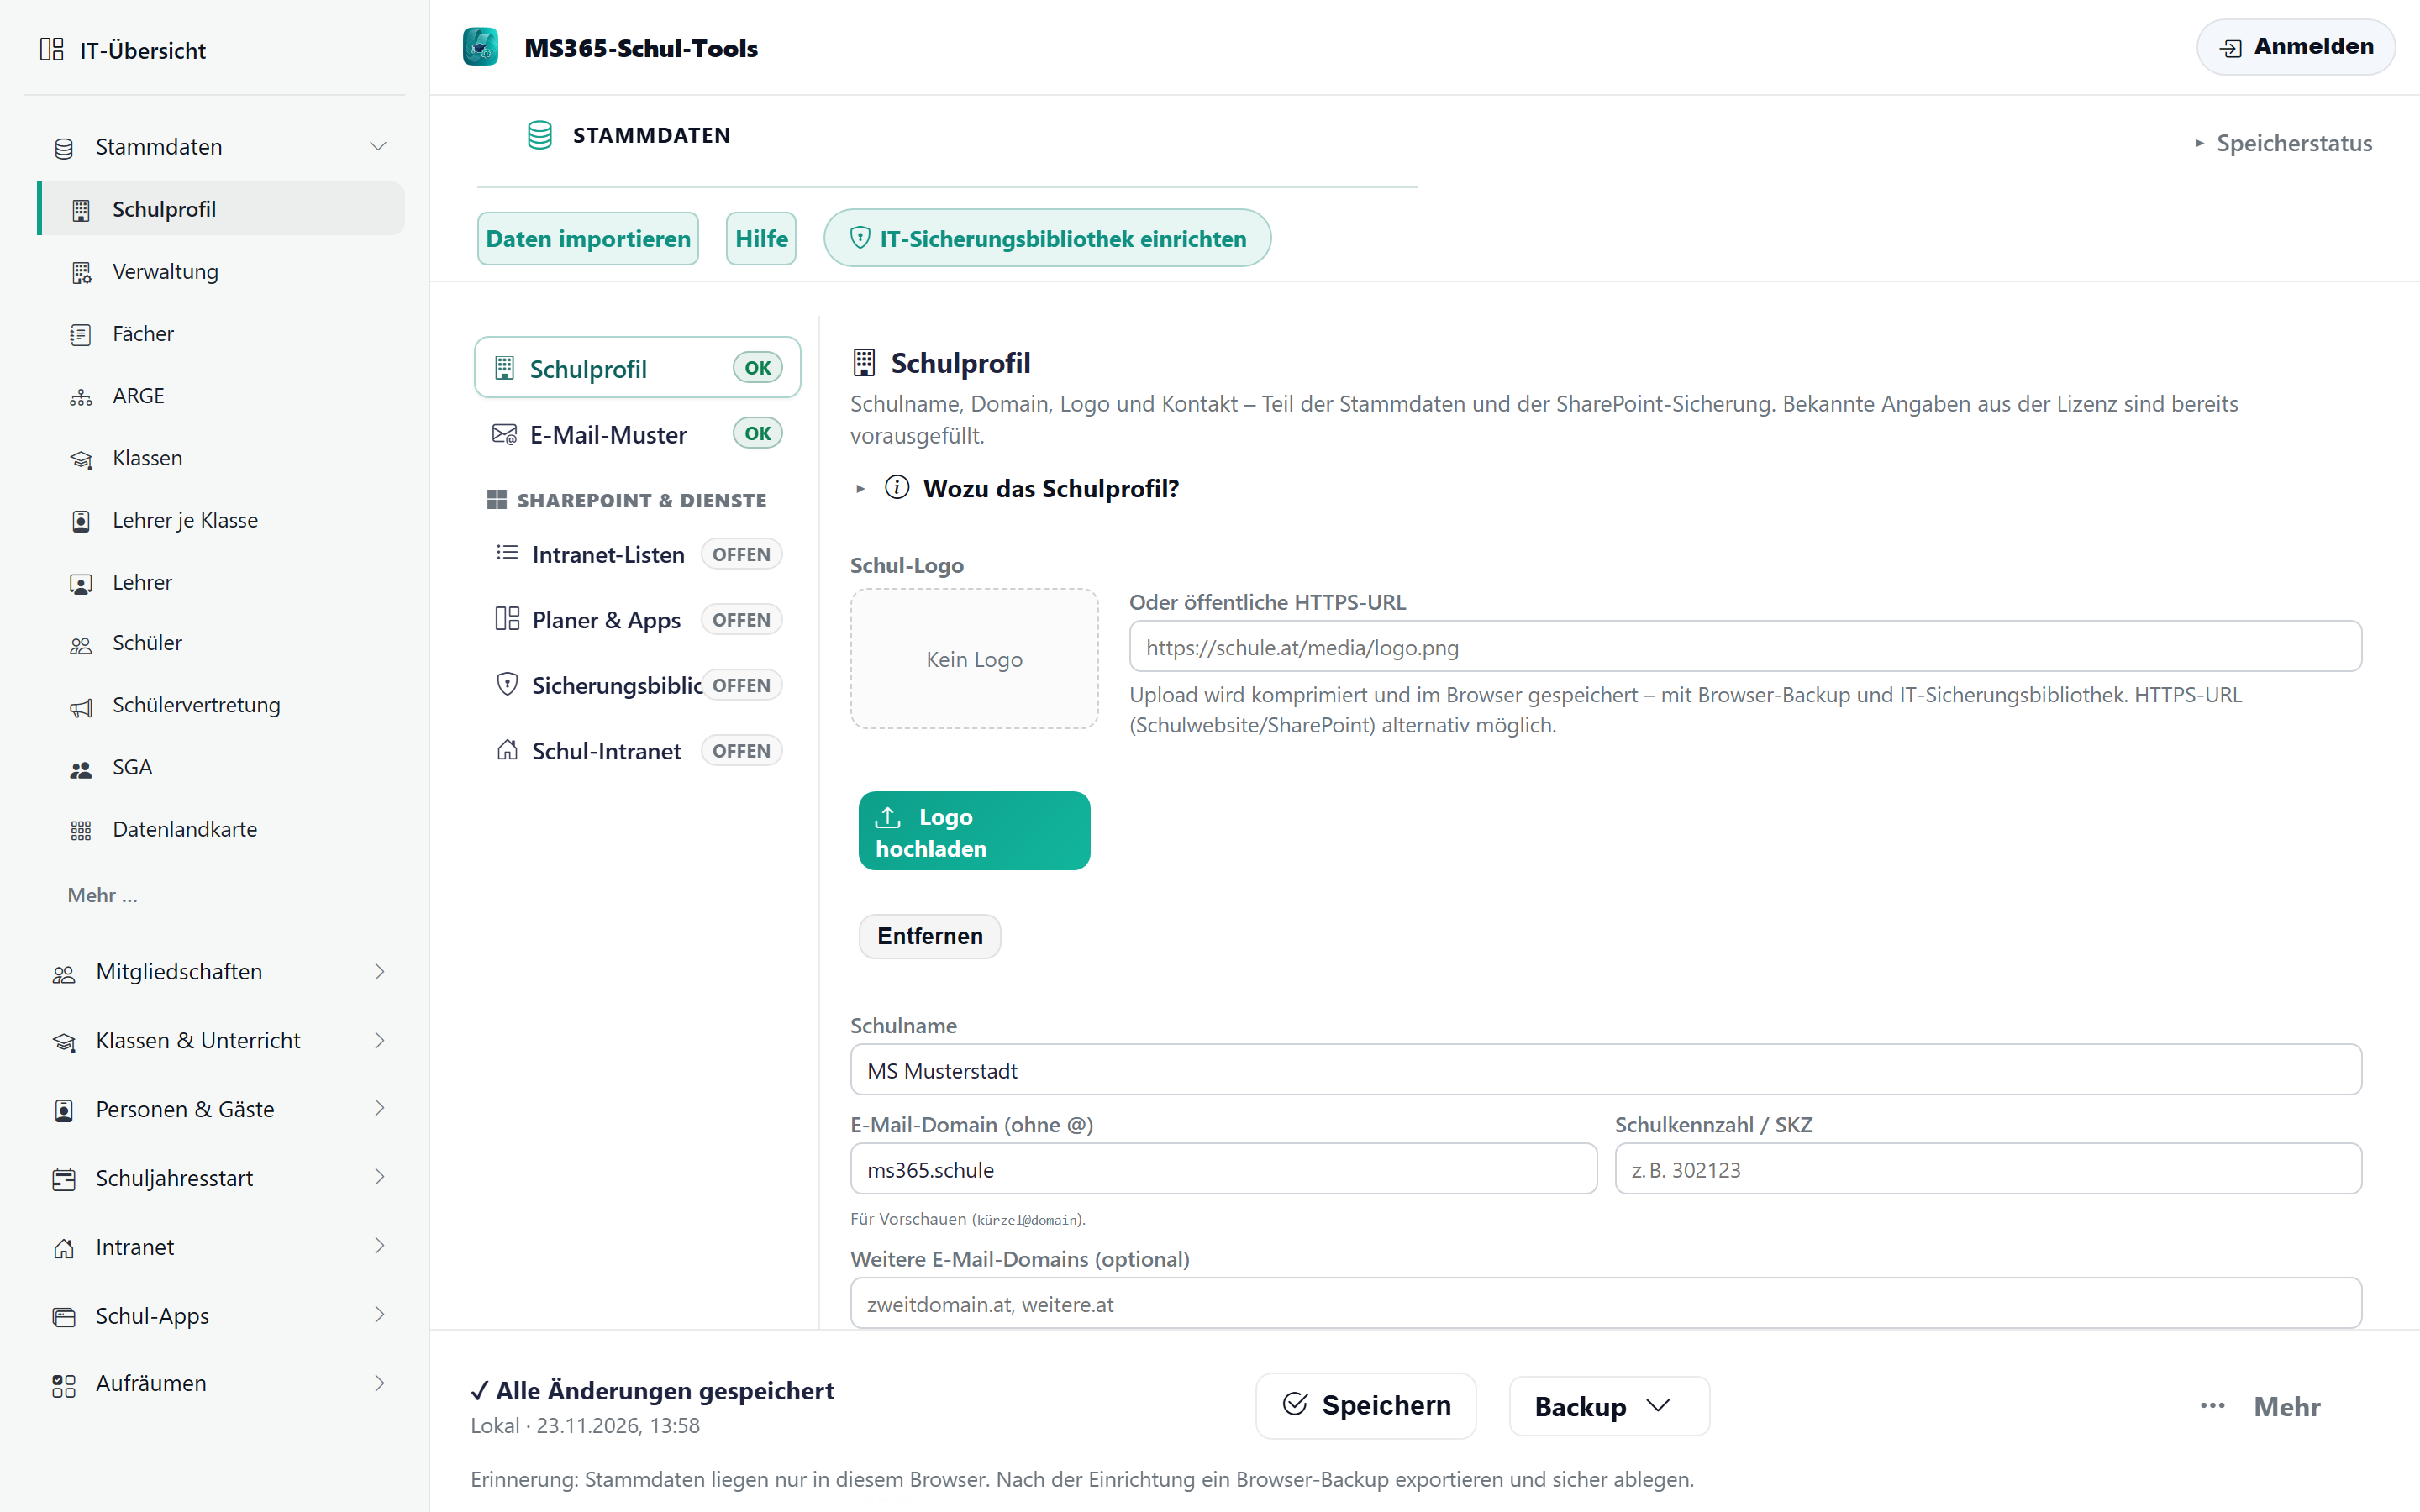 IT-Übersicht
Stammdaten
Schulprofil
Verwaltung
Fächer
ARGE
Klassen
Lehrer je Klasse
Lehrer
Schüler
Schülervertretung
SGA
Datenlandkarte
Mehr ...
Mitgliedschaften
Klassen & Unterricht
Personen & Gäste
Schuljahresstart
Intranet
Schul-Apps
Aufräumen
MS365-Schul-Tools
Anmelden
STAMMDATEN
Speicherstatus
Daten importieren
Hilfe
IT-Sicherungsbibliothek einrichten
Schulprofil OK
E-Mail-Muster OK
SHAREPOINT & DIENSTE
Intranet-Listen OFFEN
Planer & Apps OFFEN
Sicherungsbiblic OFFEN
Schul-Intranet OFFEN
Schulprofil
Schulname, Domain, Logo und Kontakt – Teil der Stammdaten und der SharePoint-Sicherung. Bekannte Angaben aus der Lizenz sind bereits
vorausgefüllt.
Wozu das Schulprofil?
Schul-Logo
Kein Logo
Oder öffentliche HTTPS-URL
https://schule.at/media/logo.png
Upload wird komprimiert und im Browser gespeichert – mit Browser-Backup und IT-Sicherungsbibliothek. HTTPS-URL
(Schulwebsite/SharePoint) alternativ möglich.
Logo
hochladen
Entfernen
Schulname
MS Musterstadt
E-Mail-Domain (ohne @)
ms365.schule
Für Vorschauen (kürzel@domain).
Schulkennzahl / SKZ
z. B. 302123
Weitere E-Mail-Domains (optional)
zweitdomain.at, weitere.at
✓ Alle Änderungen gespeichert
Lokal · 23.11.2026, 13:58
Speichern
Backup
··· Mehr
Erinnerung: Stammdaten liegen nur in diesem Browser. Nach der Einrichtung ein Browser-Backup exportieren und sicher ablegen.